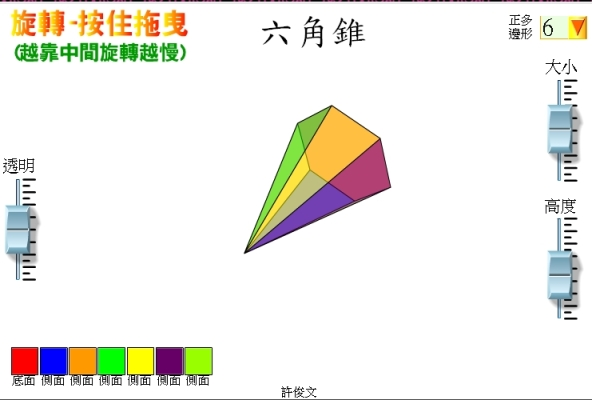 旋轉-按住拖曳
(越靠中間旋轉越慢)
六角錐
正多
邊形
6
大小
透明
高度
底面 側面 側面 側面 側面 側面 側面
許俊文